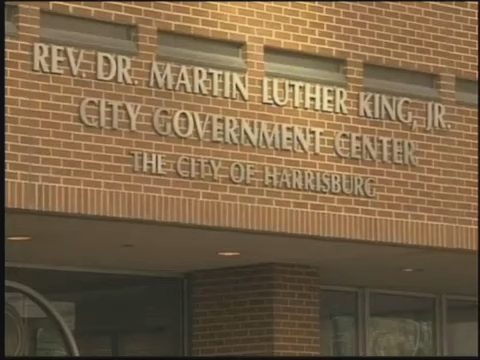 REV. DR. MARTIN LUTHER KING, JR.
CITY GOVERNMENT CENTER
THE CITY OF HARRISBURG